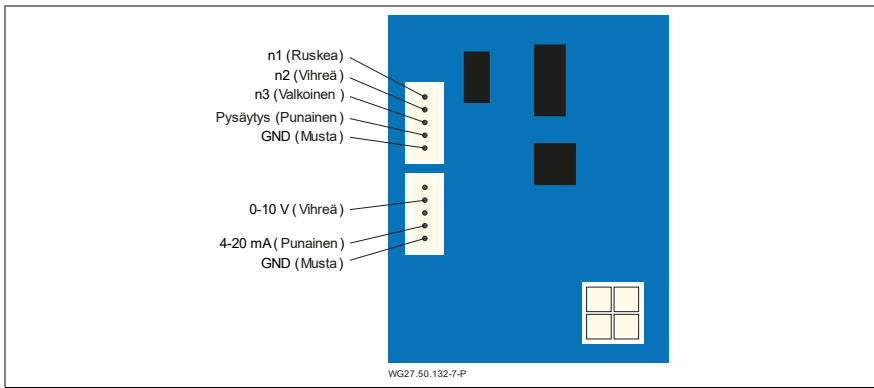 n1 (Ruskea)
n2 (Vihreä)
n3 (Valkoinen )
Pysäytys (Punainen )
GND (Musta)
0-10 V ( Vihreä)
4-20 mA ( Punainen)
GND (Musta)
WG27.50.132-7-P